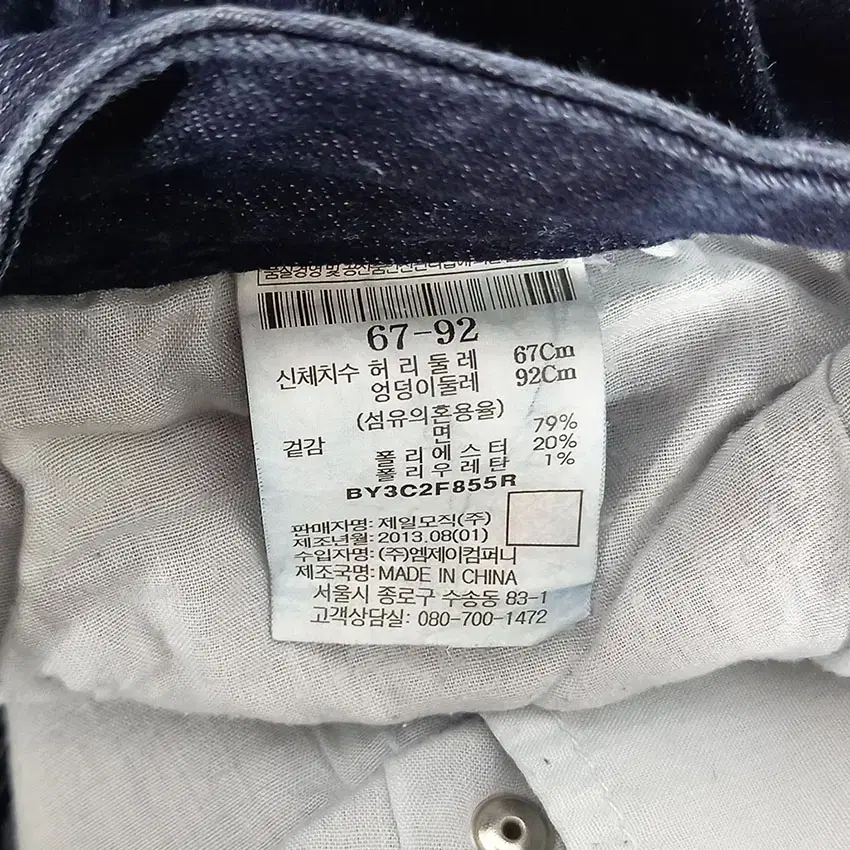 67-92
신체치수 허리둘레 67Cm
엉덩이둘레 92Cm
(섬유의혼용율)
겉감 면 79%
폴리에스터 20%
폴리우레탄 1%
BY3C2F855R
판매자명: 제일모직(주)
제조년월: 2013.08(01)
수입자명: (주)엠제이컴퍼니
제조국명: MADE IN CHINA
서울시 종로구 수송동 83-1
고객상담실: 080-700-1472